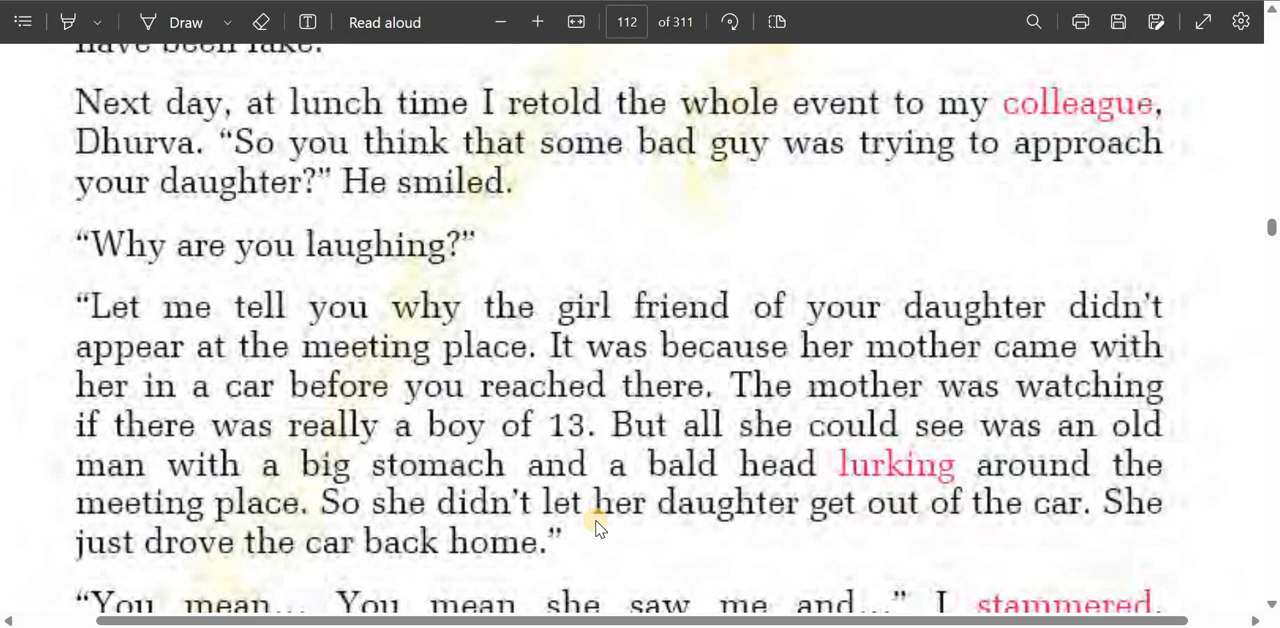 Draw
Read aloud
112 of 311
have been fake.
Next day, at lunch time I retold the whole event to my colleague,
Dhurva. “So you think that some bad guy was trying to approach
your daughter?” He smiled.
“Why are you laughing?”
“Let me tell you why the girl friend of your daughter didn’t
appear at the meeting place. It was because her mother came with
her in a car before you reached there. The mother was watching
if there was really a boy of 13. But all she could see was an old
man with a big stomach and a bald head lurking around the
meeting place. So she didn’t let her daughter get out of the car. She
just drove the car back home.”
“You mean... You mean she saw me and...” I stammered.